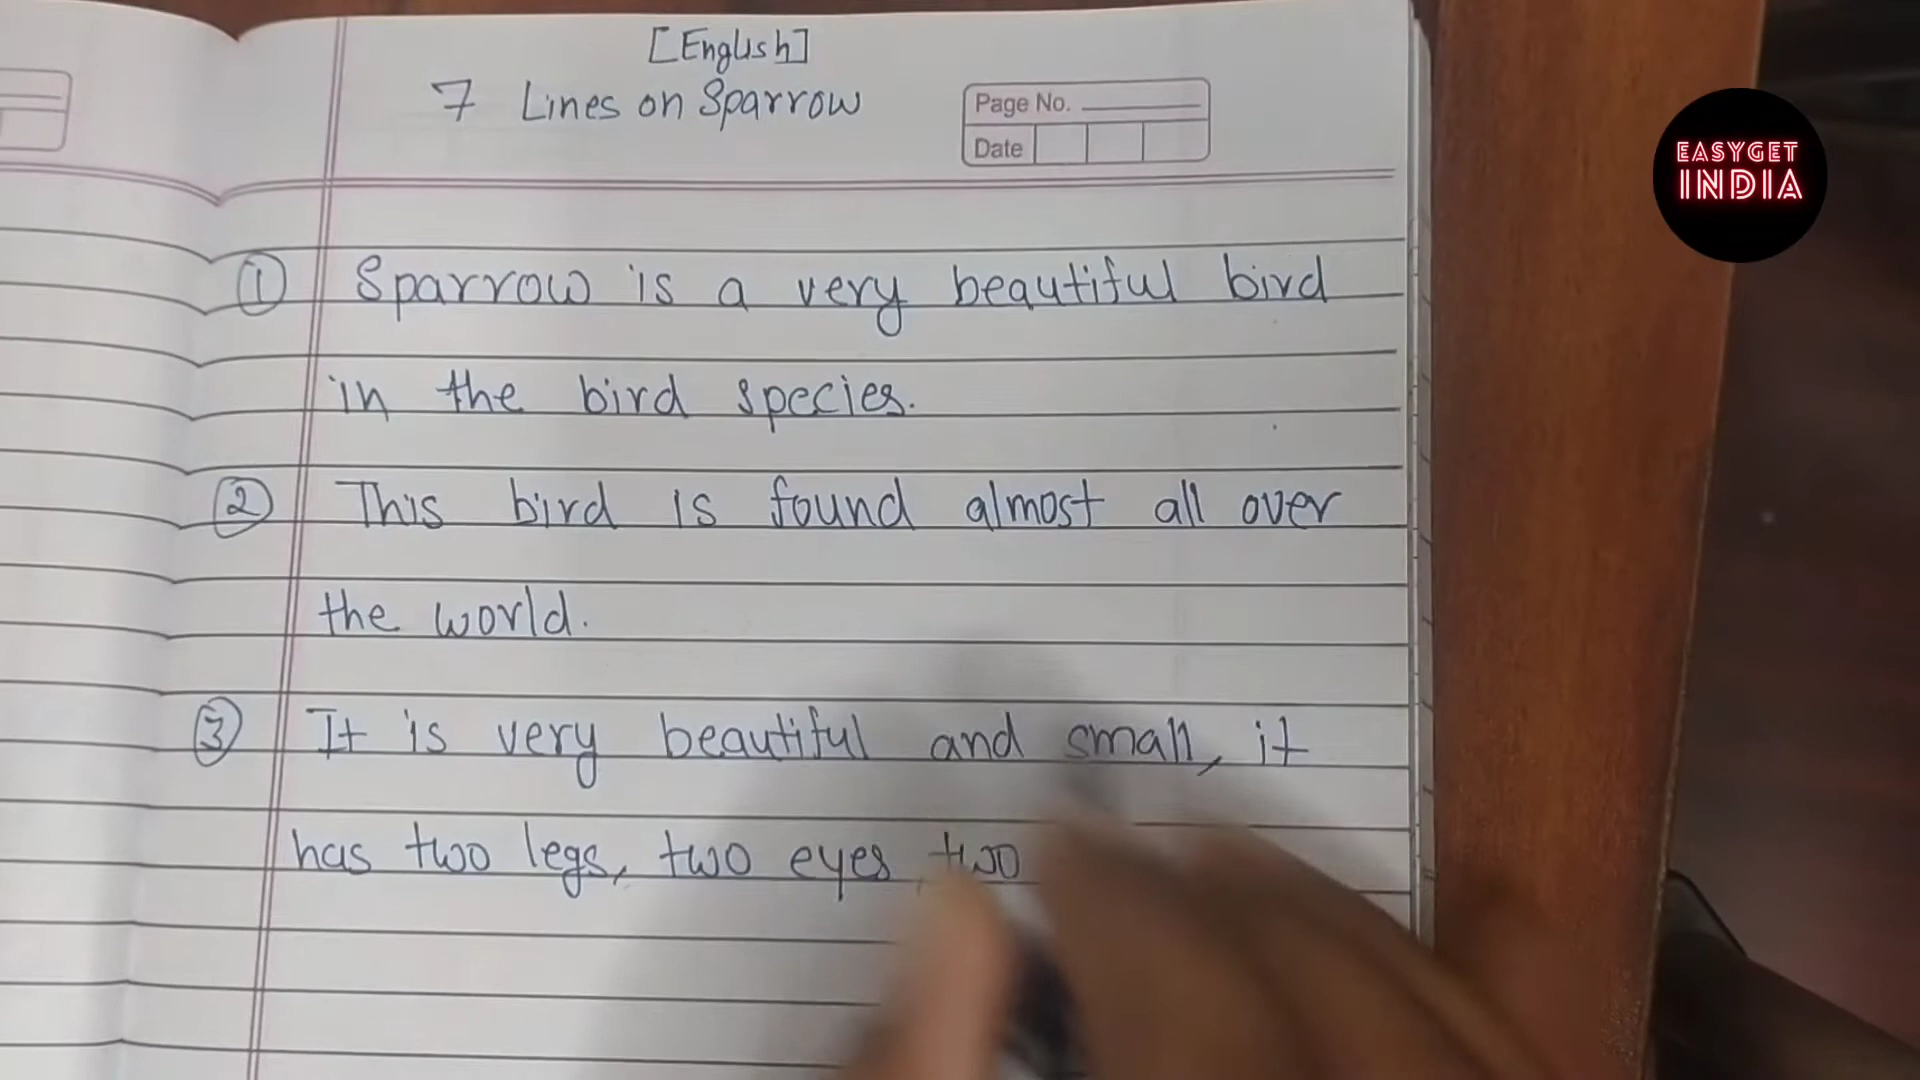 [English]
7 Lines on Sparrow
Page No.
Date
EASYGET
INDIA
① Sparrow is a very beautiful bird
in the bird species.
② This bird is found almost all over
the world.
③ It is very beautiful and small, it
has two legs, two eyes, two